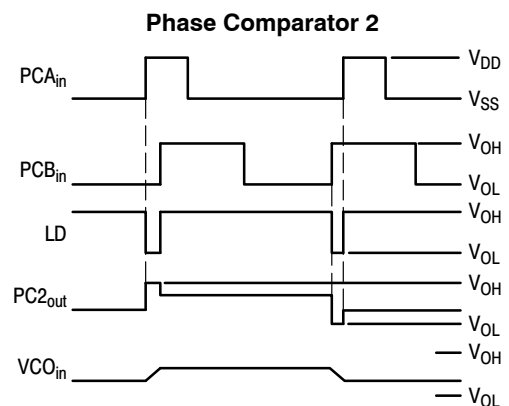 Phase Comparator 2
PCAin
VDD
VSS
PCBin
VOH
VOL
LD
VOH
VOL
PC2out
VOH
VOL
VCOin
VOH
VOL